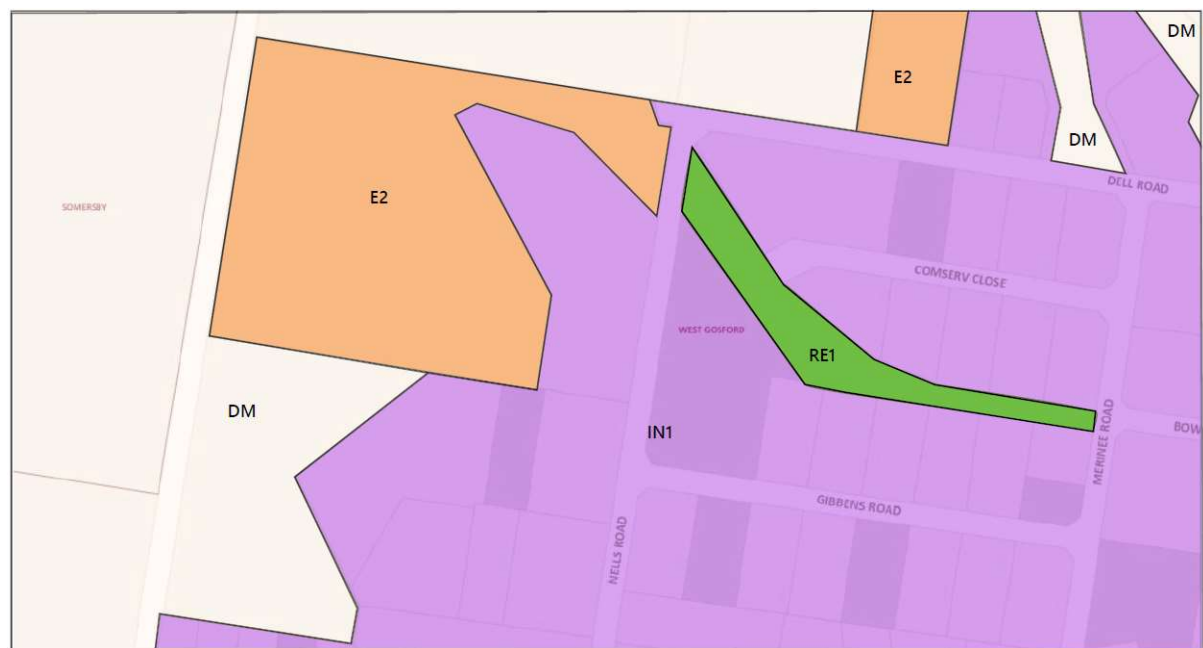 DM
E2
DM
DELL ROAD
E2
SOMERSBY
COMSERV CLOSE
WEST GOSFORD
RE1
DM
IN1
MERINEE ROAD
BOW
GIBBENS ROAD
NELLS ROAD